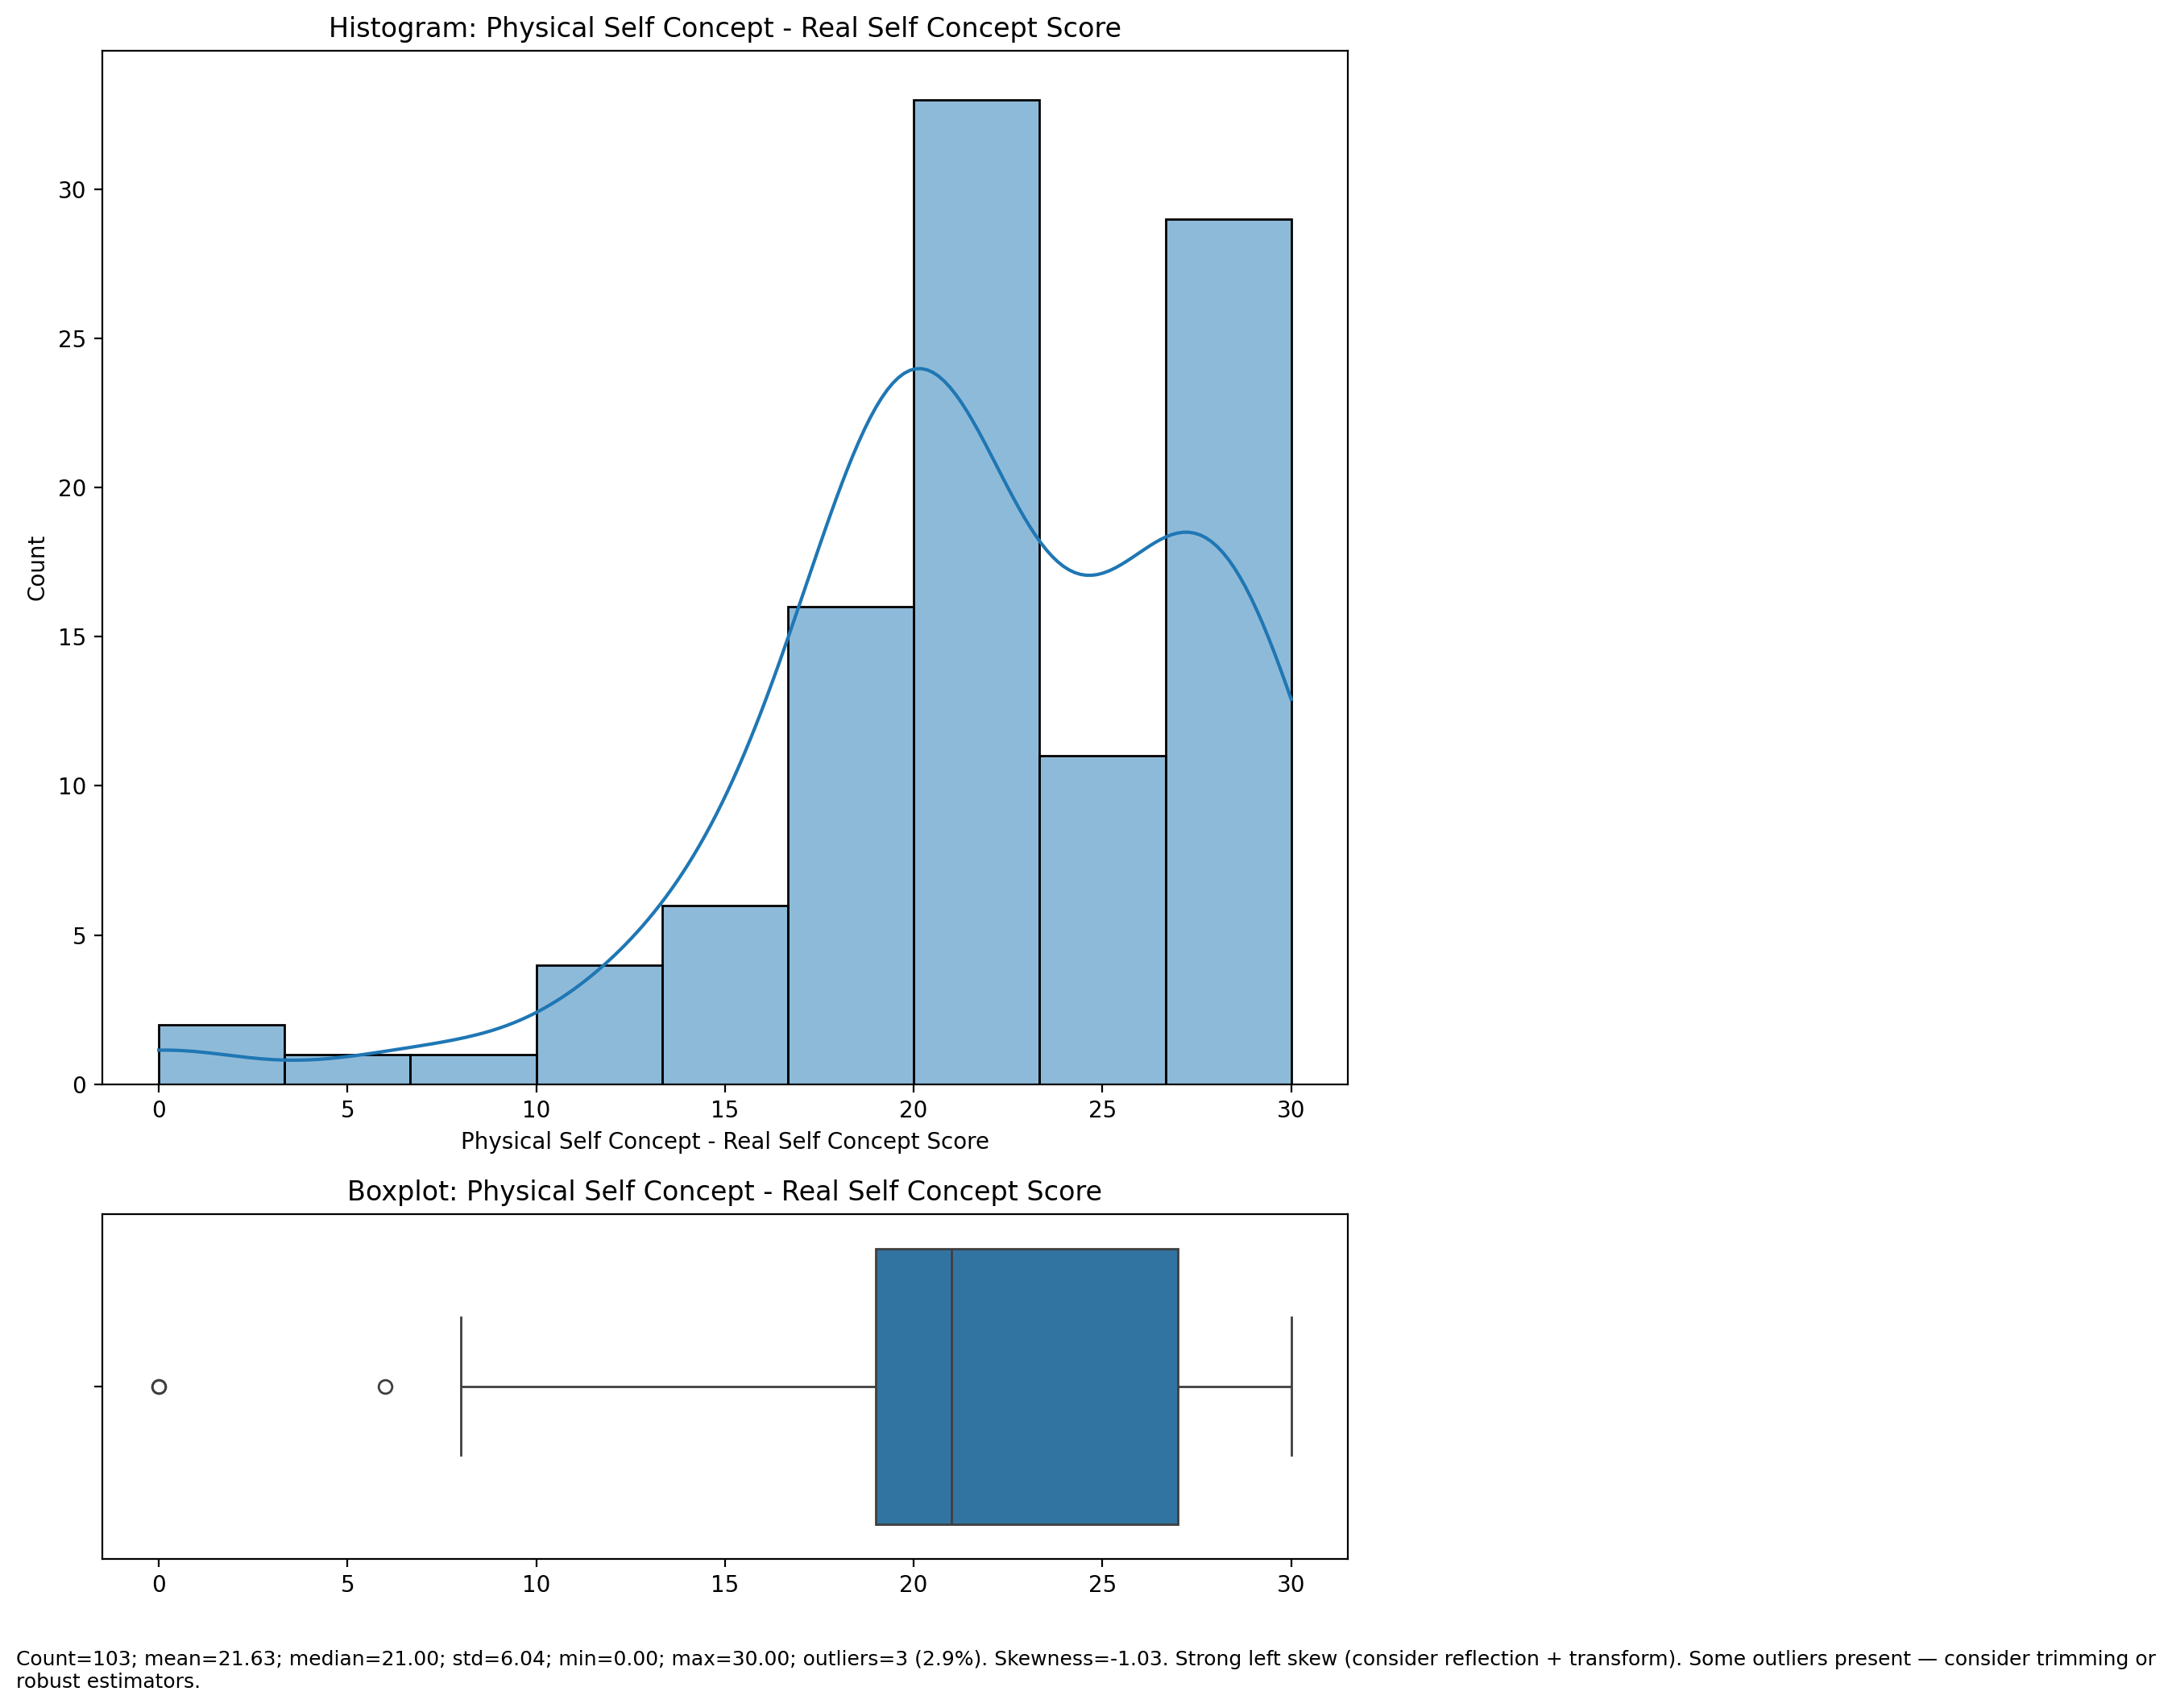 Histogram: Physical Self Concept - Real Self Concept Score
Count
30
25
20
15
10
5
0
0 5 10 15 20 25 30
Physical Self Concept - Real Self Concept Score
Boxplot: Physical Self Concept - Real Self Concept Score
0 5 10 15 20 25 30
Count=103; mean=21.63; median=21.00; std=6.04; min=0.00; max=30.00; outliers=3 (2.9%). Skewness=-1.03. Strong left skew (consider reflection + transform). Some outliers present — consider trimming or
robust estimators.